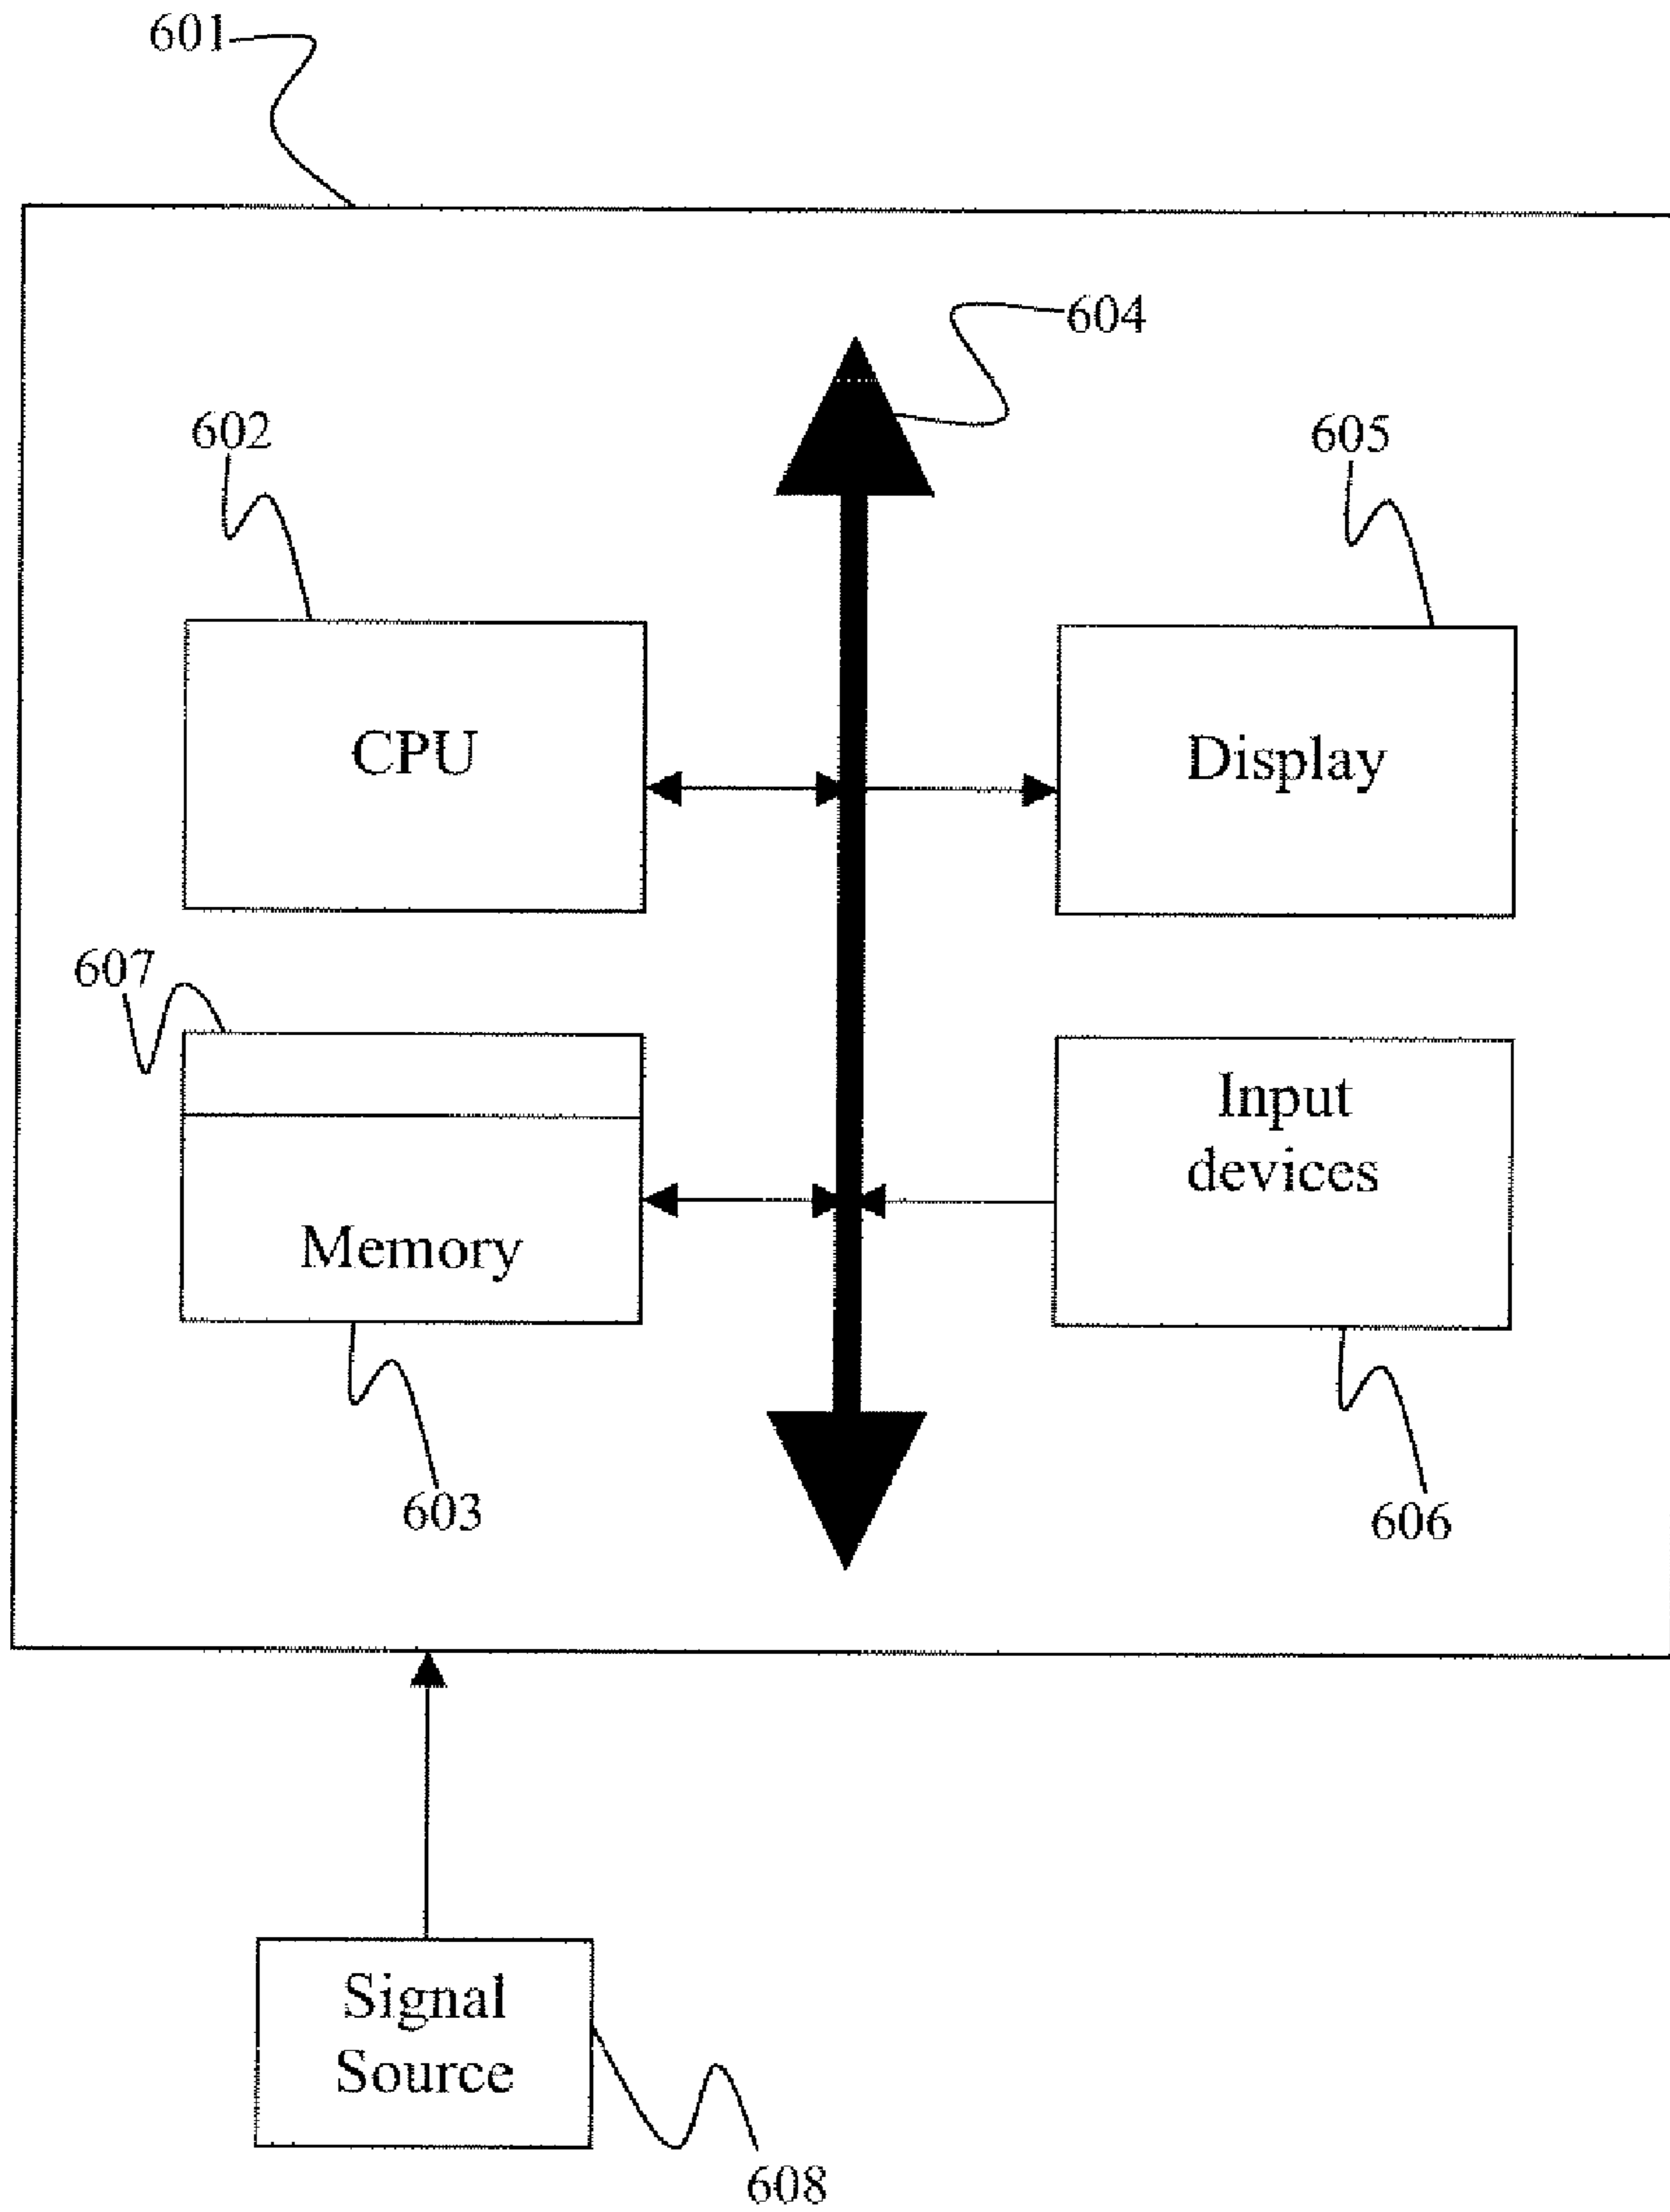 601
604
602
605
CPU
Display
607
Input
devices
Memory
603
606
Signal
Source
608